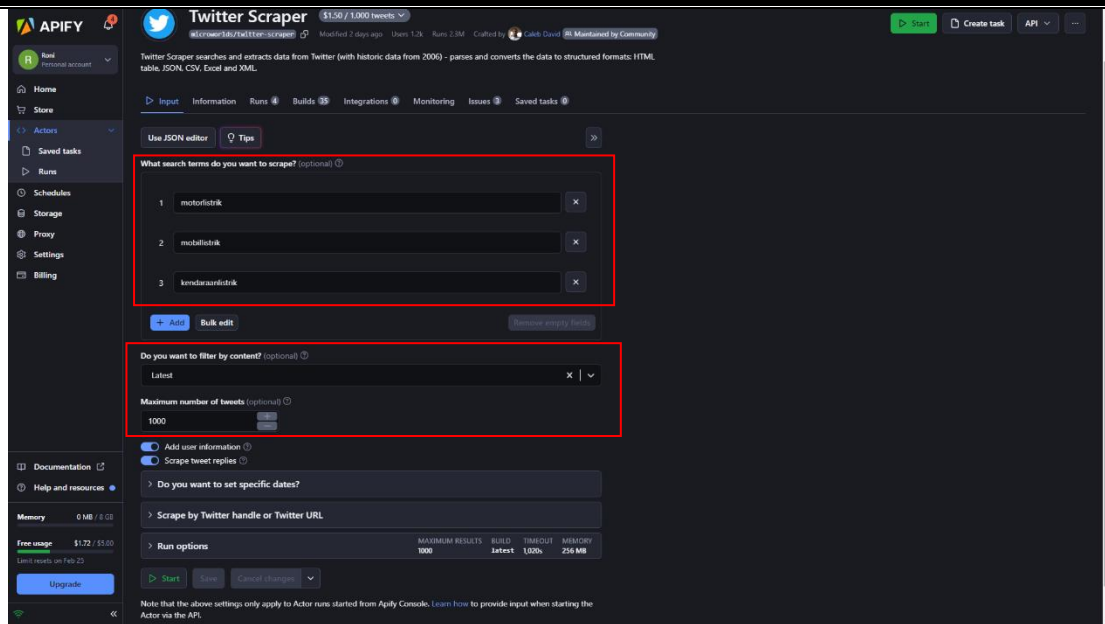 APIFY
R
Roni
Personal account
Home
Store
Actors
Saved tasks
Runs
Schedules
Storage
Proxy
Settings
Billing
Documentation
Help and resources
Memory 0 MB / 8 GB
Free usage $1.72 / $5.00
Limit resets on Feb 25
Upgrade
Twitter Scraper $1.50 / 1,000 tweets
microworlds/twitter-scraper Modified 2 days ago Users 1.2k Runs 2.3M Crafted by Caleb David Maintained by Community
Start Create task API
Twitter Scraper searches and extracts data from Twitter (with historic data from 2006) - parses and converts the data to structured formats: HTML
table, JSON, CSV, Excel and XML.
Input Information Runs 4 Builds 35 Integrations 0 Monitoring Issues 3 Saved tasks 0
Use JSON editor Tips
What search terms do you want to scrape? (optional)
1 motorlistrik
2 mobillistrik
3 kendaraanlistrik
+ Add Bulk edit Remove empty fields
Do you want to filter by content? (optional)
Latest
Maximum number of tweets (optional)
1000
Add user information
Scrape tweet replies
Do you want to set specific dates?
Scrape by Twitter handle or Twitter URL
Run options
MAXIMUM RESULTS BUILD TIMEOUT MEMORY
1000 latest 1,020s 256 MB
Start Save Cancel changes
Note that the above settings only apply to Actor runs started from Apify Console. Learn how to provide input when starting the
Actor via the API.